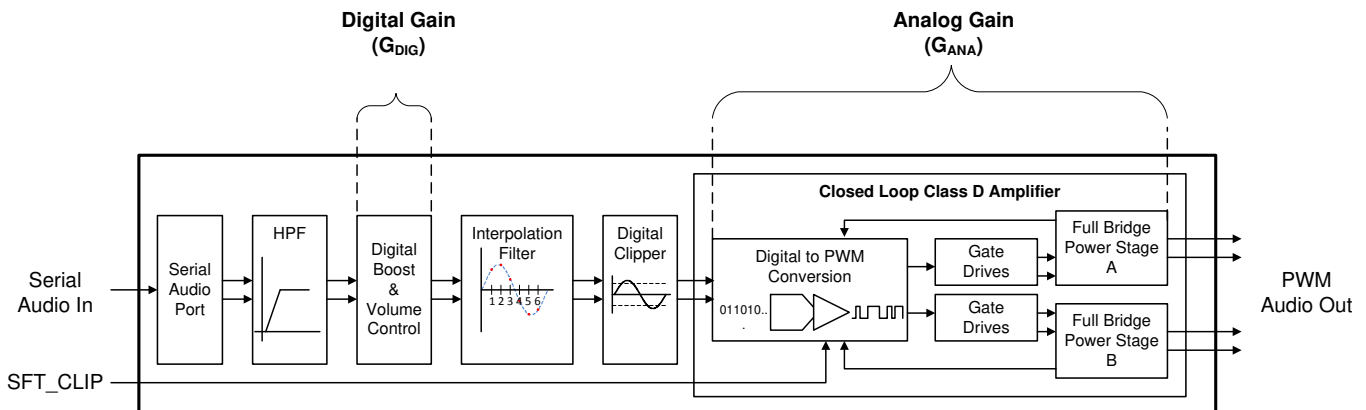 Digital Gain
(GDIG)
Analog Gain
(GANA)
Closed Loop Class D Amplifier
Serial
Audio In
Serial
Audio
Port
HPF
Digital
Boost
&
Volume
Control
Interpolation
Filter
1 2 3 4 5 6
Digital
Clipper
Digital to PWM
Conversion
011010..
.
Gate
Drives
Gate
Drives
Full Bridge
Power Stage
A
Full Bridge
Power Stage
B
PWM
Audio Out
SFT_CLIP